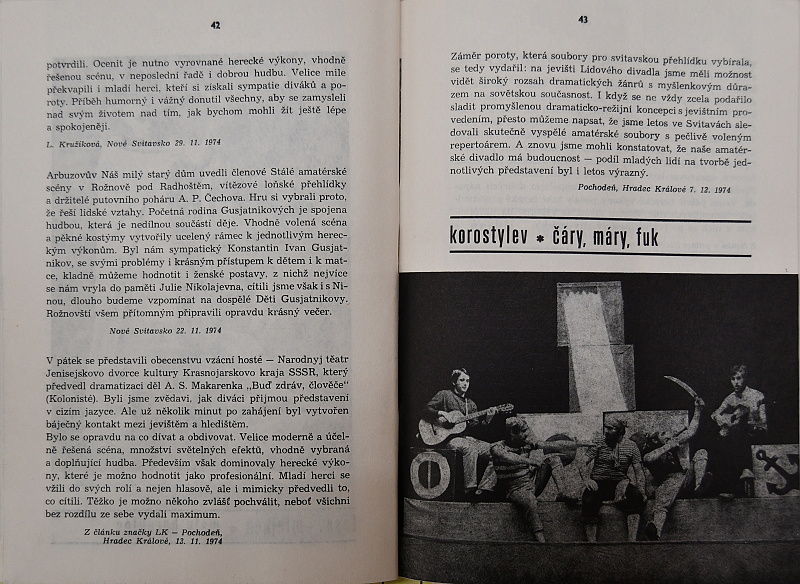 42
potvrdili. Ocenit je nutno vyrovnané herecké výkony, vhodně
řešenou scénu, v neposlední řadě i dobrou hudbu. Velice mile
překvapili i mladí herci, kteří si získali sympatie diváků a po-
roty. Příběh humorný i vážný donutil všechny, aby se zamysleli
nad svým životem nad tím, jak bychom mohli žít ještě lépe
a spokojeněji.
L. Kružíková, Nové Svitavsko 29. 11. 1974
Arbuzovův Náš milý starý dům uvedli členové Stálé amatérské
scény v Rožnově pod Radhoštěm, vítězové loňské přehlídky
a držitelé putovního poháru A. P. Čechova. Hru si vybrali proto,
že řeší lidské vztahy. Početná rodina Gusjatnikových je spojena
hudbou, která je nedílnou součástí děje. Vhodně volená scéna
a pěkné kostýmy vytvořily ucelený rámec k jednotlivým herec-
kým výkonům. Byl nám sympatický Konstantin Ivan Gusjat-
nikov, se svými problémy i krásným přístupem k dětem i k mat-
ce, kladně můžeme hodnotit i ženské postavy, z nichž nejvíce
se nám vryla do paměti Julie Nikolajevna, cítili jsme však i s Ni-
nou, dlouho budeme vzpomínat na dospělé Děti Gusjatnikovy.
Rožnovští všem přítomným připravili opravdu krásný večer.
Nové Svitavsko 22. 11. 1974
V pátek se představili obecenstvu vzácní hosté — Narodnyj těatr
Jenisejskovo dvorce kultury Krasnojarskovo kraja SSSR, který
předvedl dramatizaci děl A. S. Makarenka „Buď zdráv, člověče“
(Kolonisté). Byli jsme zvědavi, jak diváci přijmou představení
v cizím jazyce. Ale už několik minut po zahájení byl vytvořen
báječný kontakt mezi jevištěm a hledištěm.
Bylo se opravdu na co dívat a obdivovat. Velice moderně a účel-
ně řešená scéna, množství světelných efektů, vhodně vybraná
a doplňující hudba. Především však dominovaly herecké výko-
ny, které je možno hodnotit jako profesionální. Mladí herci se
vžili do svých rolí a nejen hlasově, ale i mimicky předvedli to,
co cítili. Těžko je možno někoho zvlášť pochválit, neboť všichni
bez rozdílu ze sebe vydali maximum.
Z článku značky LK — Pochodeň,
Hradec Králové, 13. 11. 1974
43
Záměr poroty, která soubory pro svitavskou přehlídku vybírala,
se tedy vydařil: na jevišti Lidového divadla jsme měli možnost
vidět široký rozsah dramatických žánrů s myšlenkovým důra-
zem na sovětskou současnost. I když se ne vždy zcela podařilo
sladit promyšlenou dramaticko-režijní koncepci s jevištním pro-
vedením, přesto můžeme napsat, že jsme letos ve Svitavách sle-
dovali skutečně vyspělé amatérské soubory s pečlivě voleným
repertoárem. A znovu jsme mohli konstatovat, že naše amatér-
ské divadlo má budoucnost — podíl mladých lidí na tvorbě jed-
notlivých představení byl i letos výrazný.
Pochodeň, Hradec Králové 7. 12. 1974
korostylev * čáry, máry, fuk